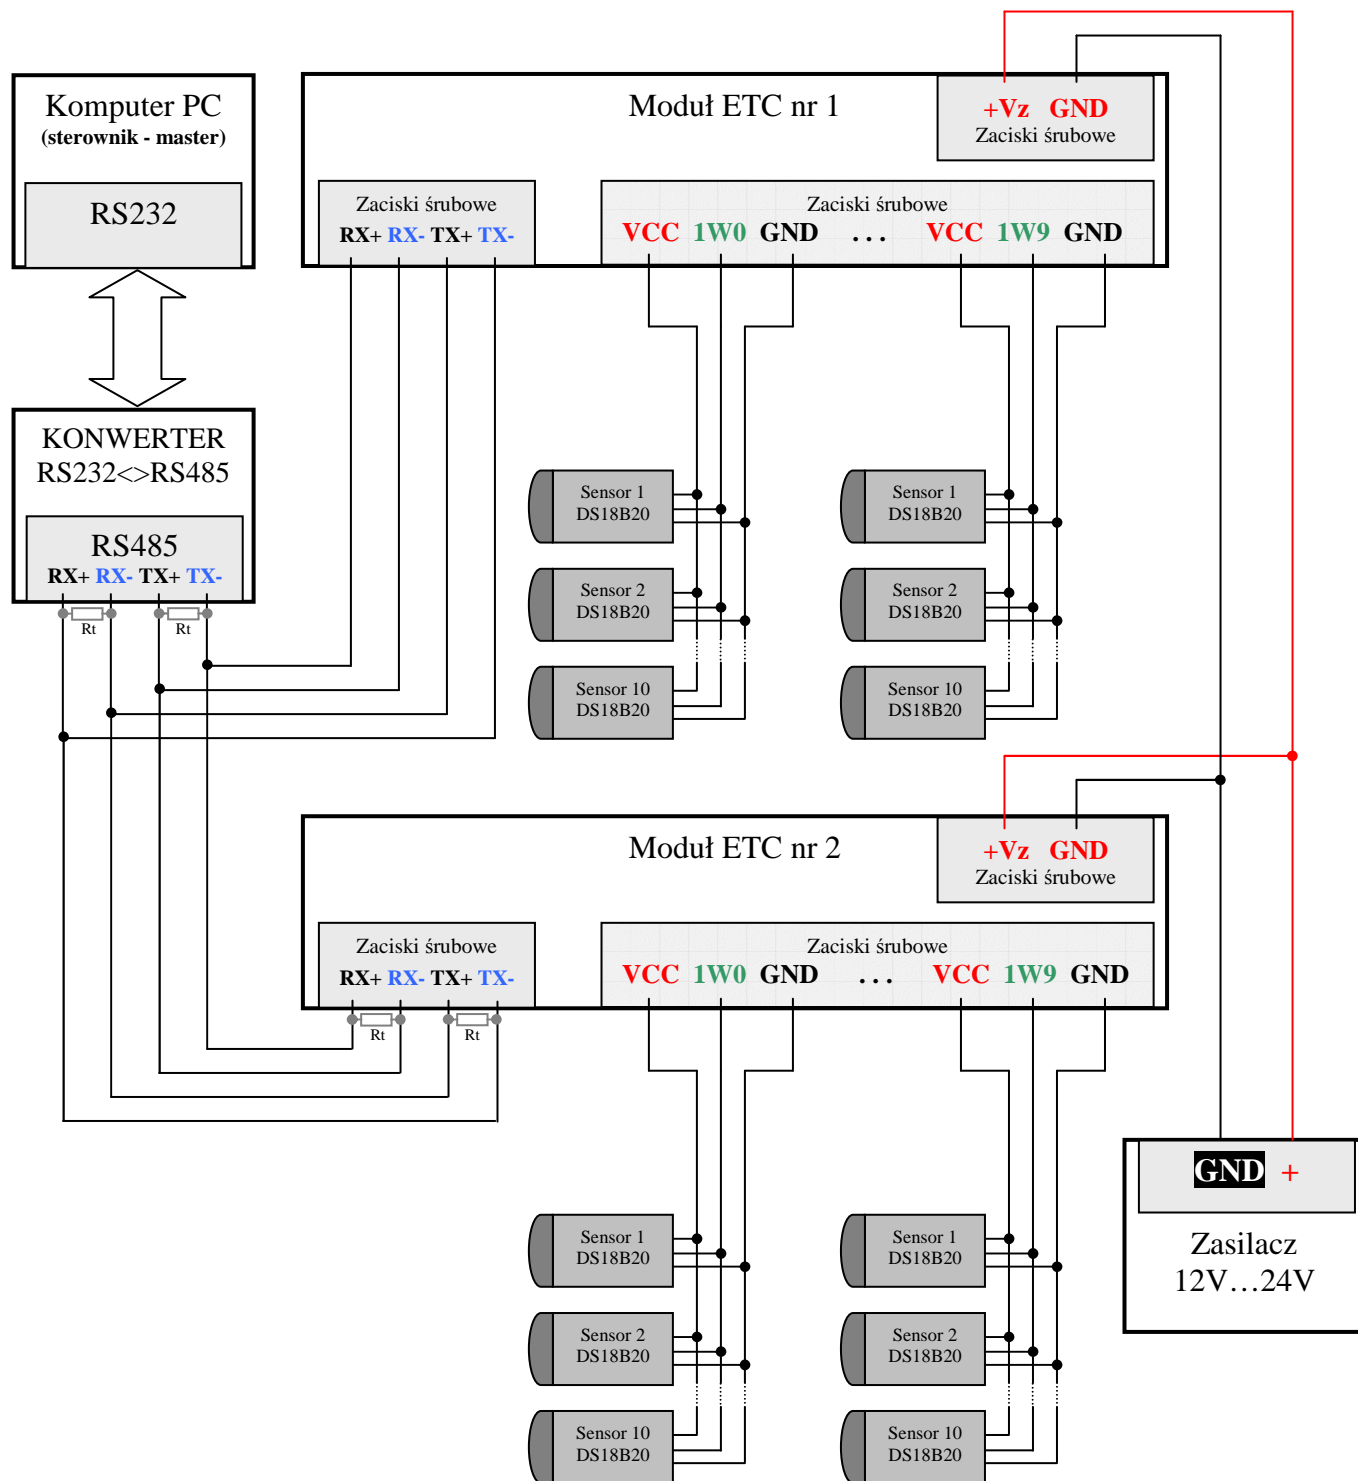 Komputer PC
(sterownik - master)
RS232
KONWERTER
RS232<>RS485
RS485
RX+ RX- TX+ TX-
Rt Rt
Moduł ETC nr 1
+Vz GND
Zaciski śrubowe
Zaciski śrubowe
RX+ RX- TX+ TX-
Zaciski śrubowe
VCC 1W0 GND ... VCC 1W9 GND
Sensor 1
DS18B20
Sensor 2
DS18B20
Sensor 10
DS18B20
Sensor 1
DS18B20
Sensor 2
DS18B20
Sensor 10
DS18B20
Moduł ETC nr 2
+Vz GND
Zaciski śrubowe
Zaciski śrubowe
RX+ RX- TX+ TX-
Rt Rt
Zaciski śrubowe
VCC 1W0 GND ... VCC 1W9 GND
Sensor 1
DS18B20
Sensor 2
DS18B20
Sensor 10
DS18B20
Sensor 1
DS18B20
Sensor 2
DS18B20
Sensor 10
DS18B20
GND +
Zasilacz
12V…24V